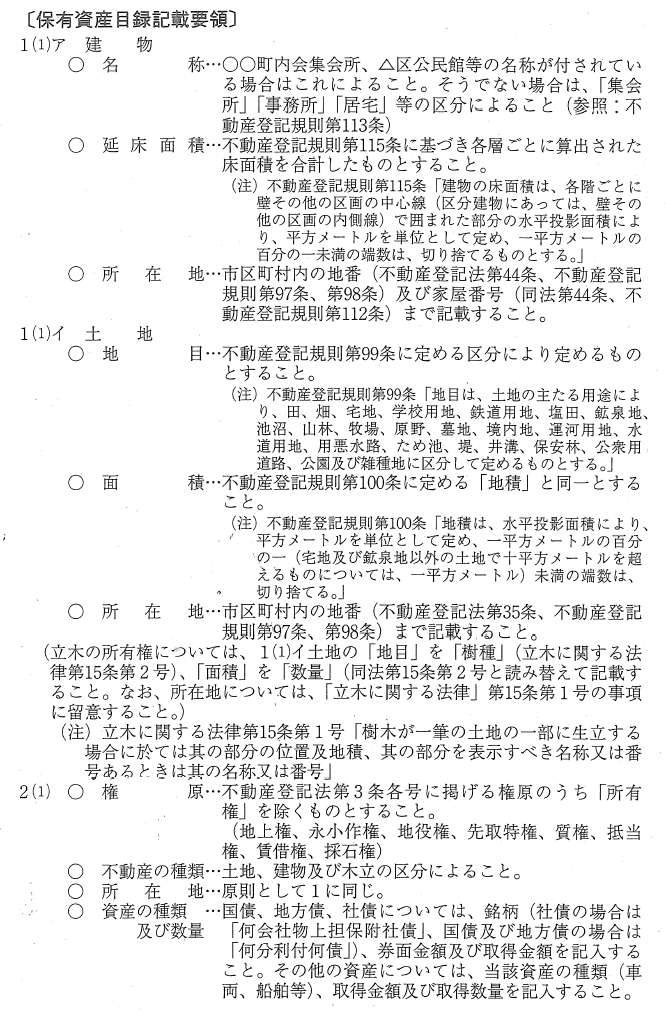 〔保有資産目録記載要領〕
1⑴ア 建物
○ 名称…○○町内会集会所、△区公民館等の名称が付されてい
る場合はこれによること。そうでない場合は、「集会
所」「事務所」「居宅」等の区分によること（参照：不
動産登記規則第113条）
○ 延床面積…不動産登記規則第115条に基づき各層ごとに算出された
床面積を合計したものとすること。
（注）不動産登記規則第115条「建物の床面積は、各階ごとに
壁その他の区画の中心線（区分建物にあっては、壁その
他の区画の内側線）で囲まれた部分の水平投影面積によ
り、平方メートルを単位として定め、一平方メートルの
百分の一未満の端数は、切り捨てるものとする。」
○ 所在地…市区町村内の地番（不動産登記法第44条、不動産登記
規則第97条、第98条）及び家屋番号（同法第44条、不
動産登記規則第112条）まで記載すること。
1⑴イ 土地
○ 地目…不動産登記規則第99条に定める区分により定めるもの
とすること。
（注）不動産登記規則第99条「地目は、土地の主たる用途によ
り、田、畑、宅地、学校用地、鉄道用地、塩田、鉱泉地、
池沼、山林、牧場、原野、墓地、境内地、運河用地、水
道用地、用悪水路、ため池、堤、井溝、保安林、公衆用
道路、公園及び雑種地に区分して定めるものとする。」
○ 面積…不動産登記規則第100条に定める「地積」と同一とする
こと。
（注）不動産登記規則第100条「地積は、水平投影面積により、
平方メートルを単位として定め、一平方メートルの百分
の一（宅地及び鉱泉地以外の土地で十平方メートルを超
えるものについては、一平方メートル）未満の端数は、
切り捨てる。」
○ 所在地…市区町村内の地番（不動産登記法第35条、不動産登記
規則第97条、第98条）まで記載すること。
（立木の所有権については、1⑴イ土地の「地目」を「樹種」（立木に関する法
律第15条第２号）、「面積」を「数量」（同法第15条第２号と読み替えて記載す
ること。なお、所在地については、「立木に関する法律」第15条第１号の事項
に留意すること。）
（注）立木に関する法律第15条第１号「樹木が一筆の土地の一部に生立する
場合に於ては其の部分の位置及地積、其の部分を表示すべき名称又は番
号あるときは其の名称又は番号」
2⑴ ○ 権原…不動産登記法第３条各号に掲げる権原のうち「所有
権」を除くものとすること。
（地上権、永小作権、地役権、先取特権、質権、抵当
権、賃借権、採石権）
○ 不動産の種類…土地、建物及び木立の区分によること。
○ 所在地…原則として１に同じ。
○ 資産の種類…国債、地方債、社債については、銘柄（社債の場合は
及び数量 「何会社物上担保附社債」、国債及び地方債の場合は
「何分利付何債」）、券面金額及び取得金額を記入する
こと。その他の資産については、当該資産の種類（車
両、船舶等）、取得金額及び取得数量を記入すること。